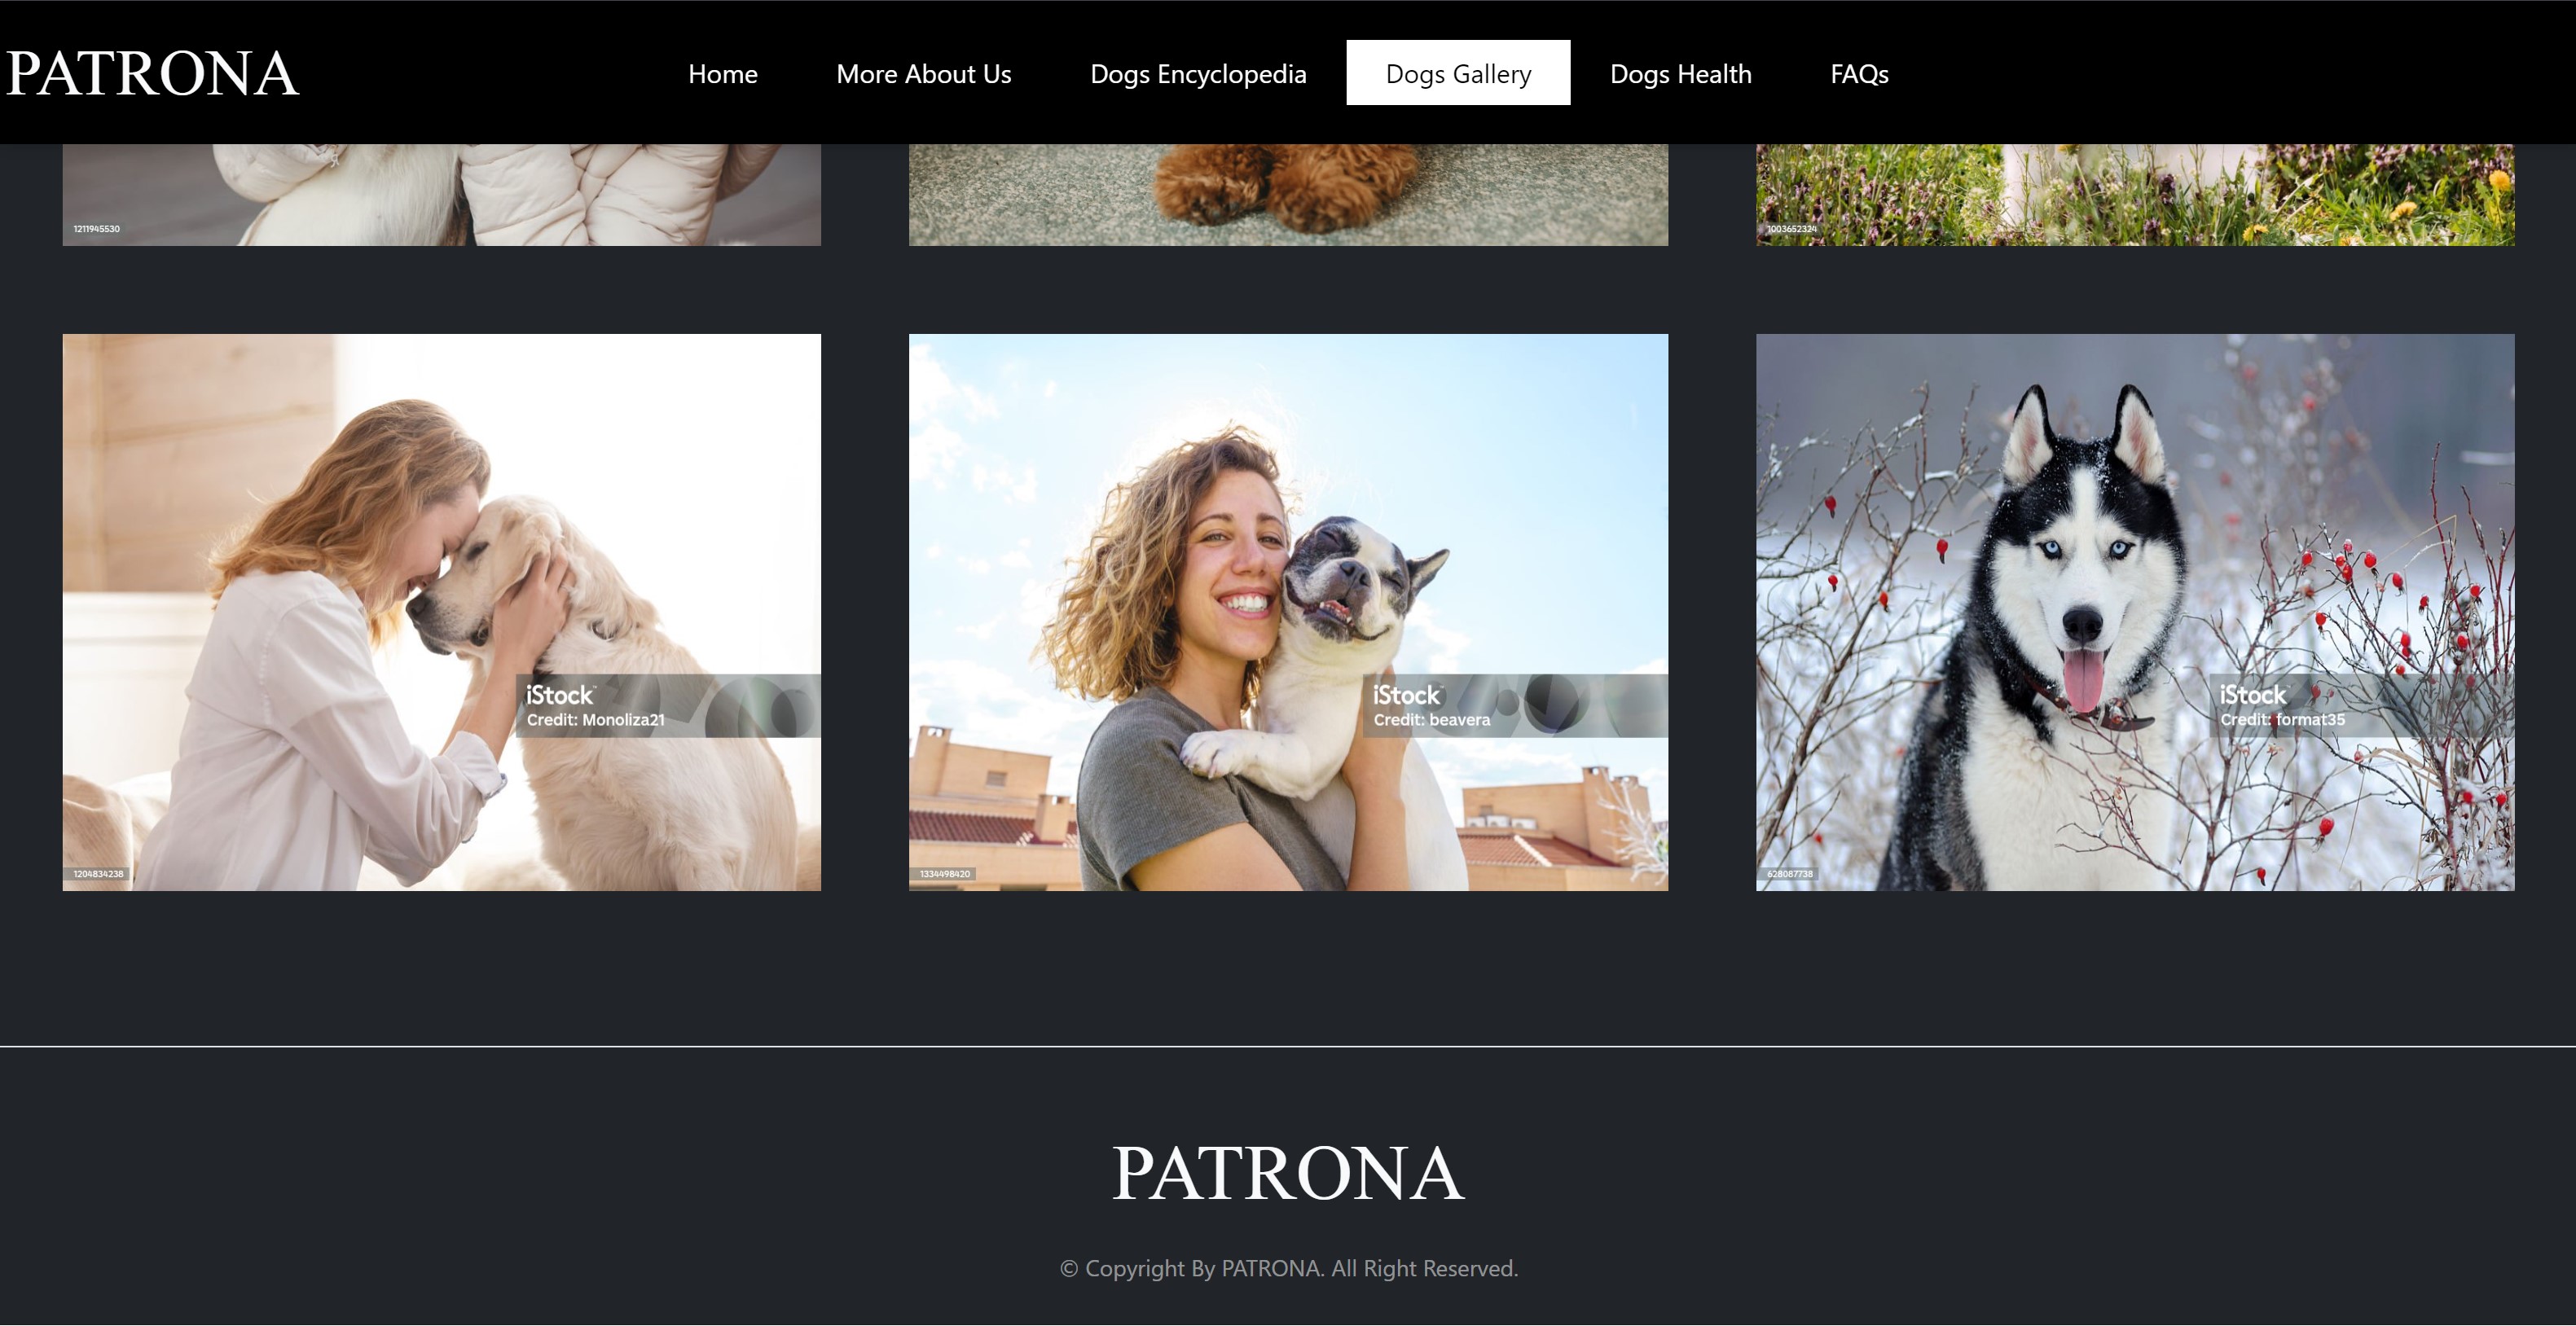 PATRONA
Home
More About Us
Dogs Encyclopedia
Dogs Gallery
Dogs Health
FAQs
1211945530
1003652324
iStock
Credit: Monoliza21
1204834238
iStock
Credit: beavera
1334498420
iStock
Credit: format35
628087738
PATRONA
© Copyright By PATRONA. All Right Reserved.